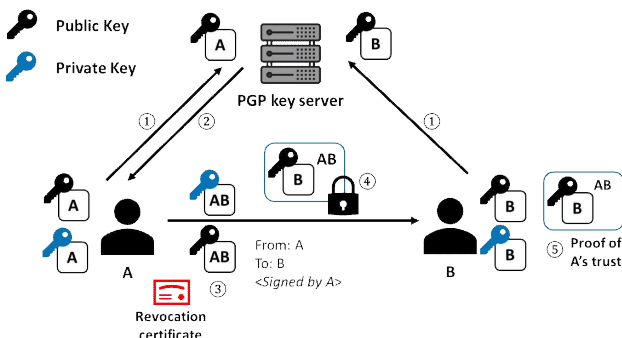 Public Key
Private Key
A
B
PGP key server
①
②
①
AB
B
④
A
A
AB
AB
③
From: A
To: B
<Signed by A>
A
Revocation
certificate
B
B
B
AB
B
⑤ Proof of
A's trust